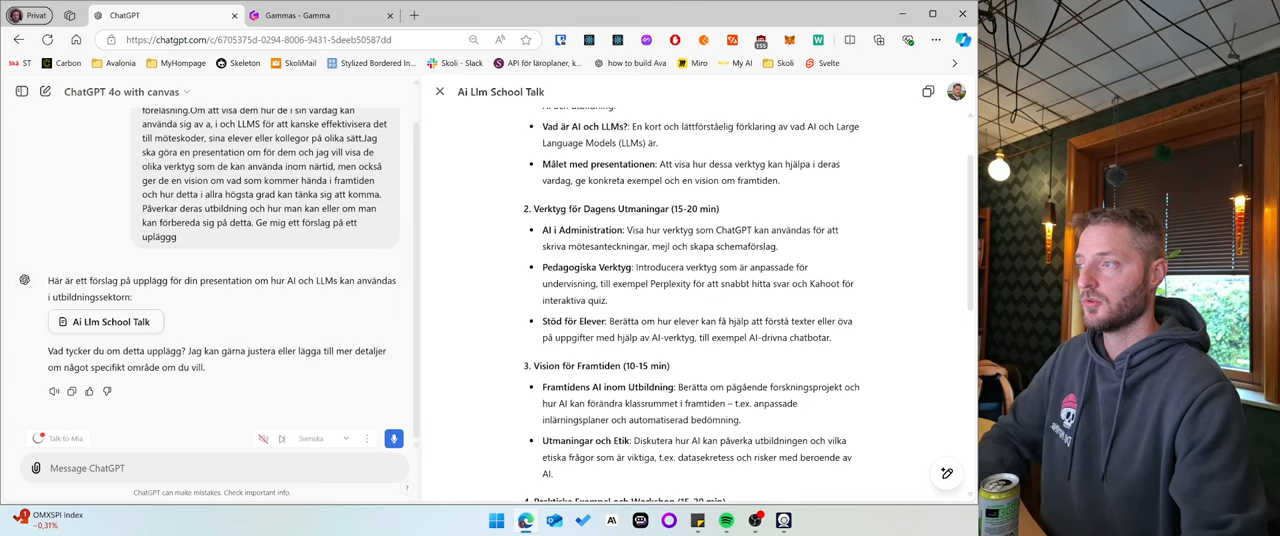 Privat
ChatGPT
Gammas - Gamma
https://chatgpt.com/c/6705375d-0294-8006-9431-5deeb50587dd
155
Skå ST
Carbon
Avalonia
MyHompage
Skeleton
SkoliMail
Stylized Bordered In...
Skoli - Slack
API för läroplaner, k...
how to build Ava
Miro
My AI
Skoli
Svelte
ChatGPT 4o with canvas
föreläsning.Om att visa dem hur de i sin vardag kan
använda sig av a, i och LLMS för att kanske effektivisera det
till möteskoder, sina elever eller kollegor på olika sätt.Jag
ska göra en presentation om för dem och jag vill visa de
olika verktyg som de kan använda inom närtid, men också
ger de en vision om vad som kommer hända i framtiden
och hur detta i allra högsta grad kan tänka sig att komma.
Påverkar deras utbildning och hur man kan eller om man
kan förbereda sig på detta. Ge mig ett förslag på ett
upläggg
Här är ett förslag på upplägg för din presentation om hur AI och LLMs kan användas
i utbildningssektorn:
Ai Llm School Talk
Vad tycker du om detta upplägg? Jag kan gärna justera eller lägga till mer detaljer
om något specifikt område om du vill.
Talk to Mia
Svenska
Message ChatGPT
ChatGPT can make mistakes. Check important info.
?
Ai Llm School Talk
AI och utbildning.
Vad är AI och LLMs?: En kort och lättförståelig förklaring av vad AI och Large
Language Models (LLMs) är.
Målet med presentationen: Att visa hur dessa verktyg kan hjälpa i deras
vardag, ge konkreta exempel och en vision om framtiden.
2. Verktyg för Dagens Utmaningar (15-20 min)
AI i Administration: Visa hur verktyg som ChatGPT kan användas för att
skriva mötesanteckningar, mejl och skapa schemaförslag.
Pedagogiska Verktyg: Introducera verktyg som är anpassade för
undervisning, till exempel Perplexity för att snabbt hitta svar och Kahoot för
interaktiva quiz.
Stöd för Elever: Berätta om hur elever kan få hjälp att förstå texter eller öva
på uppgifter med hjälp av AI-verktyg, till exempel AI-drivna chatbotar.
3. Vision för Framtiden (10-15 min)
Framtidens AI inom Utbildning: Berätta om pågående forskningsprojekt och
hur AI kan förändra klassrummet i framtiden – t.ex. anpassade
inlärningsplaner och automatiserad bedömning.
Utmaningar och Etik: Diskutera hur AI kan påverka utbildningen och vilka
etiska frågor som är viktiga, t.ex. datasekretess och risker med beroende av
AI.
4. Praktiska Exempel och Workshop (15-20 min)
1
OMXSPI index
−0,31%